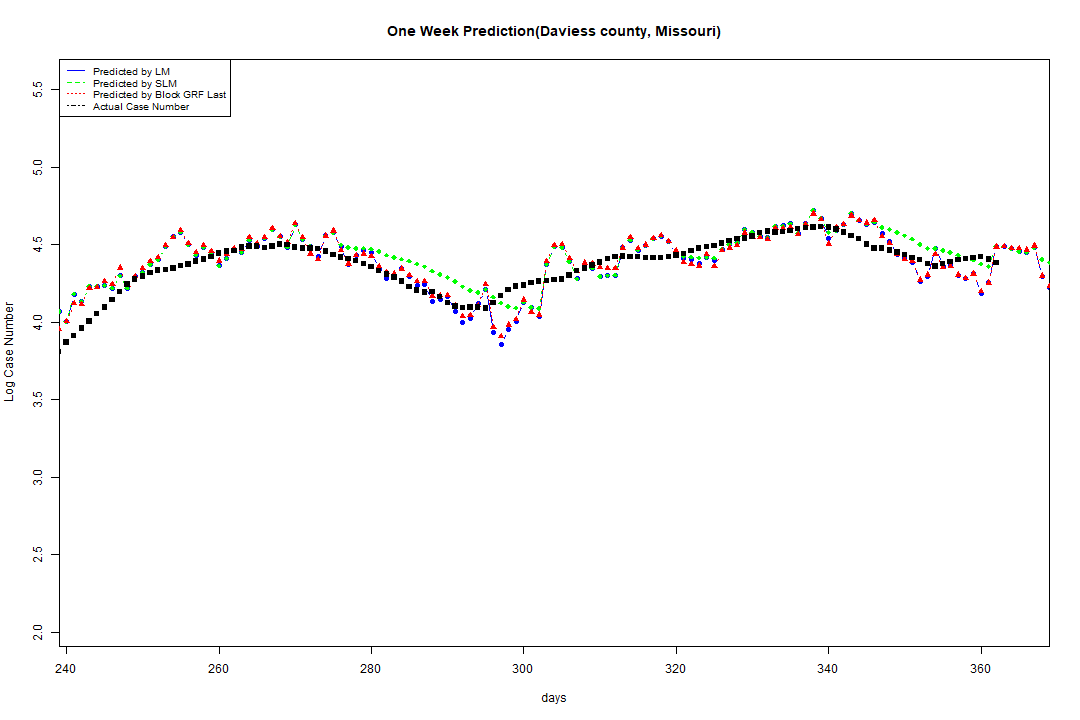 One Week Prediction(Daviess county, Missouri)
Predicted by LM
Predicted by SLM
Predicted by Block GRF Last
Actual Case Number
5.5
5.0
4.5
4.0
3.5
3.0
2.5
2.0
Log Case Number
240 260 280 300 320 340 360
days